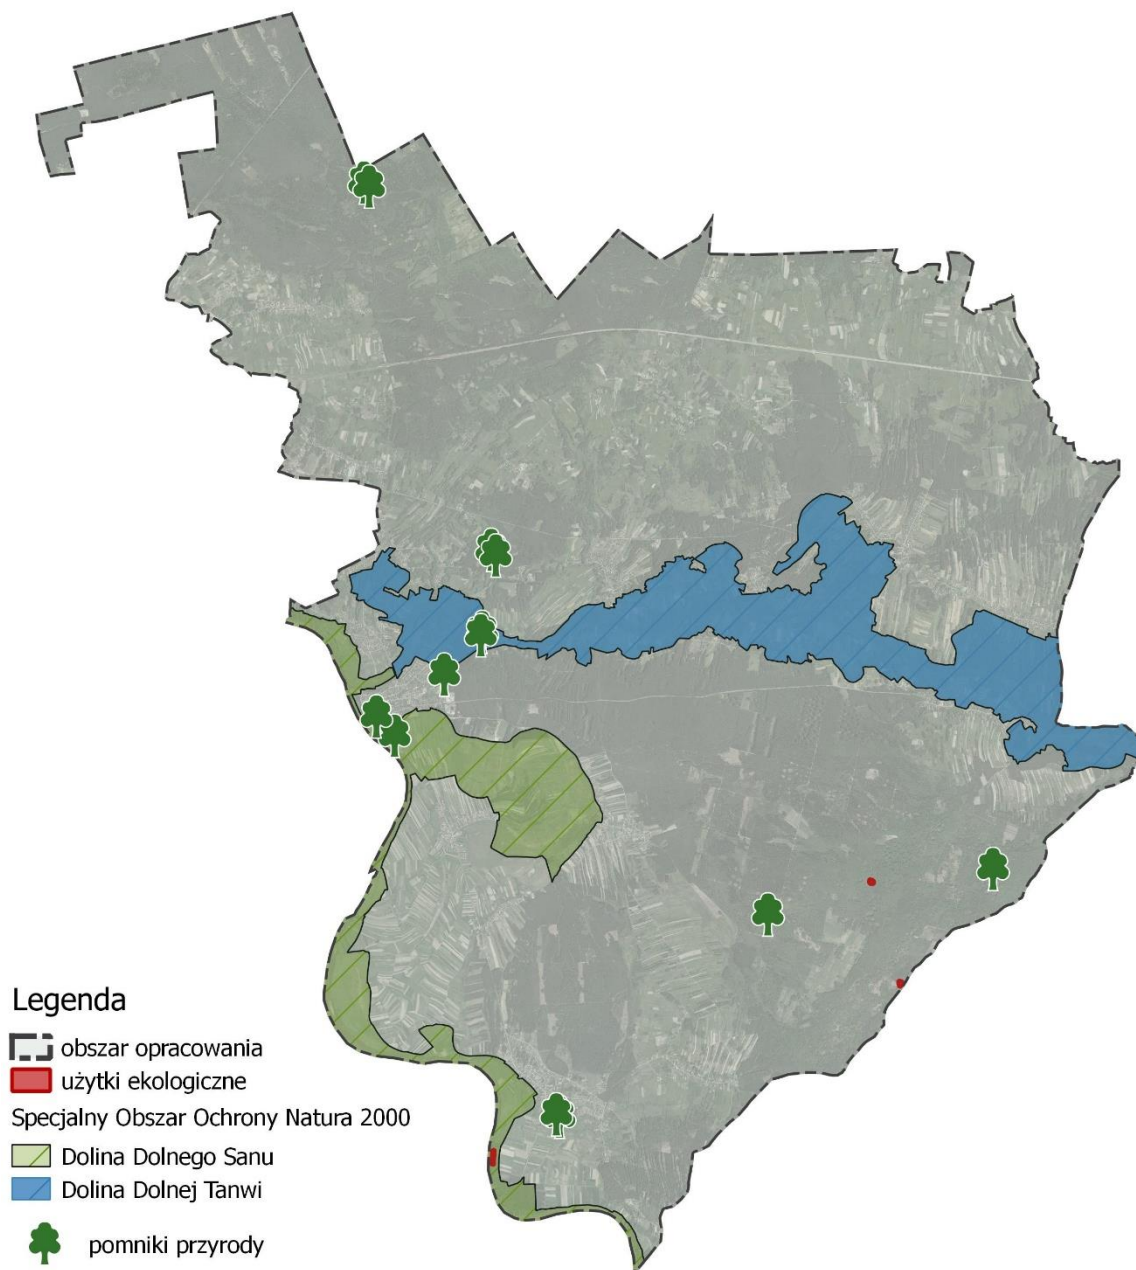 Legenda
obszar opracowania
użytki ekologiczne
Specjalny Obszar Ochrony Natura 2000
Dolina Dolnego Sanu
Dolina Dolnej Tanwi
pomniki przyrody